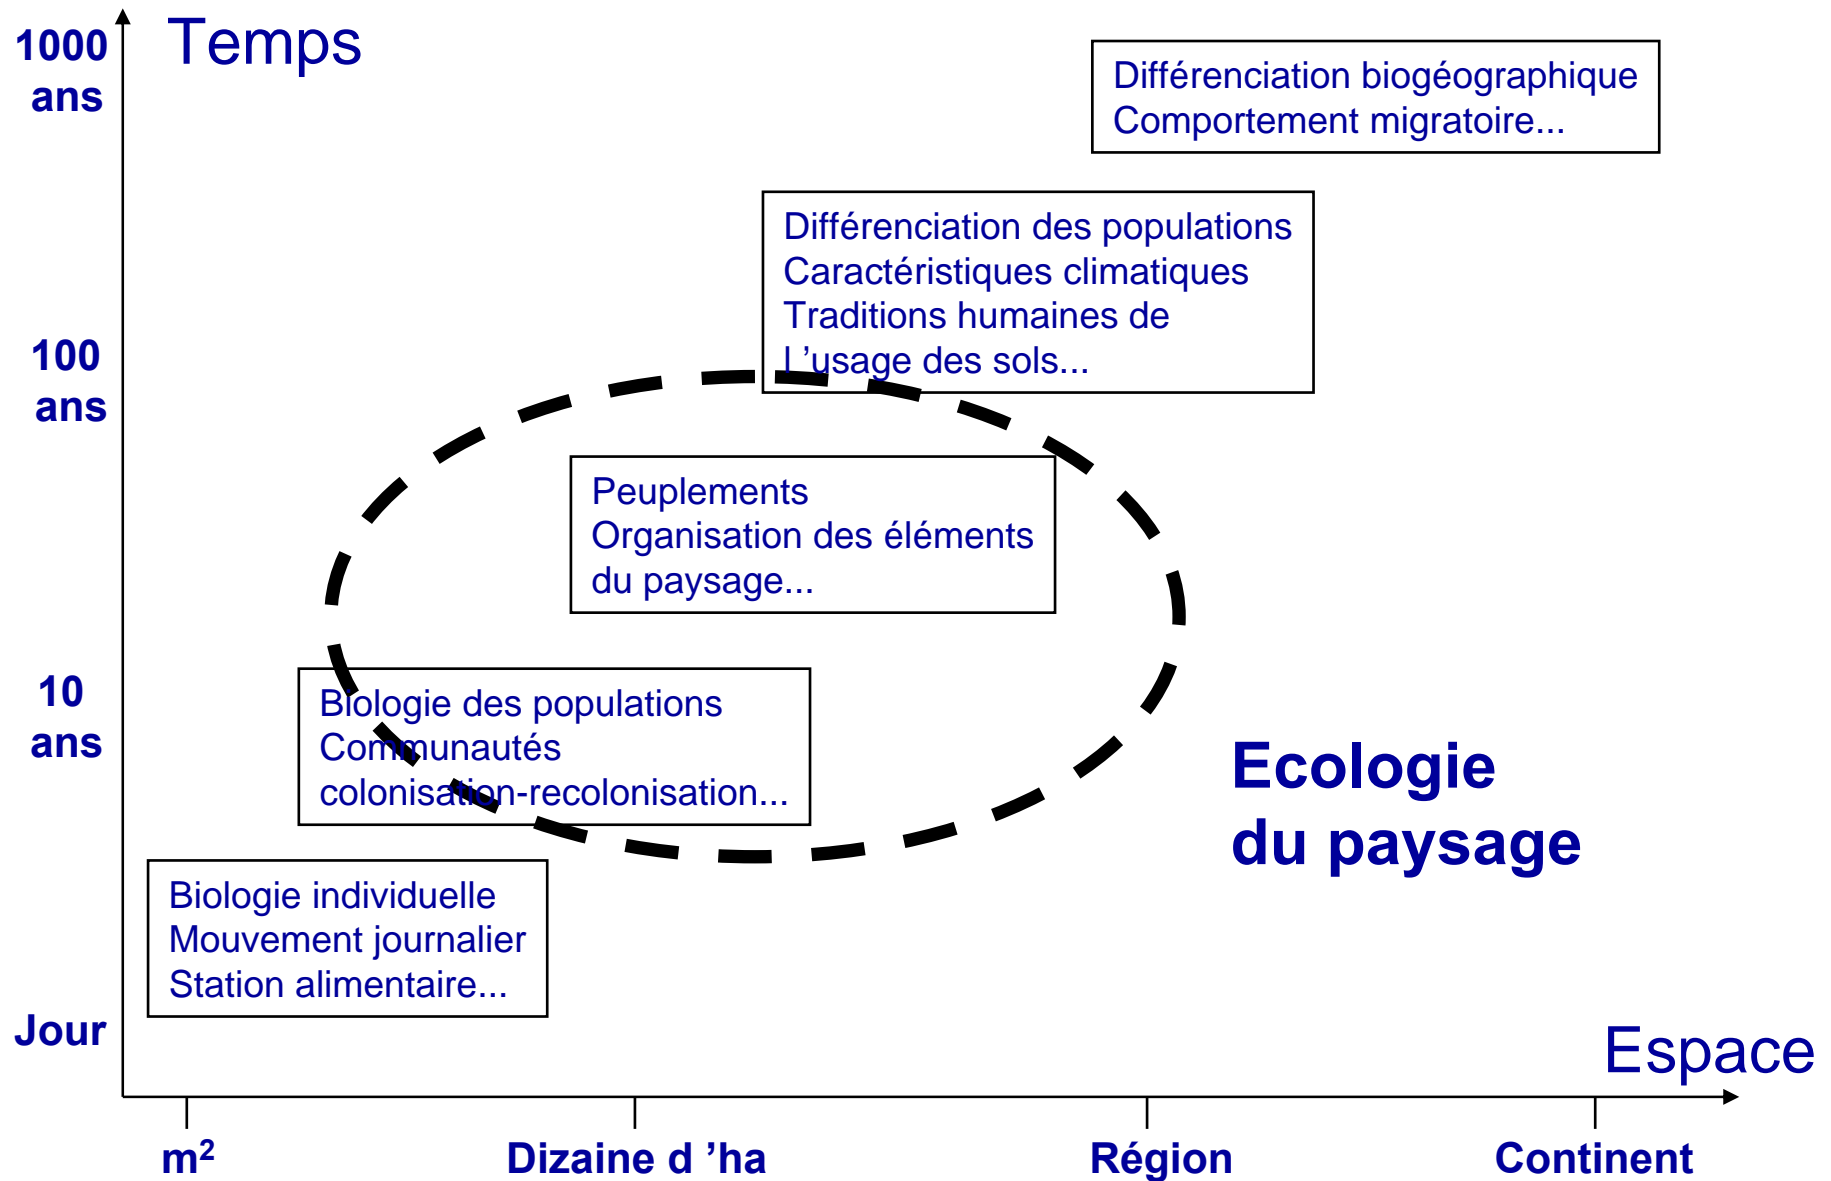 Temps
1000
ans
Différenciation biogéographique
Comportement migratoire...
Différenciation des populations
Caractéristiques climatiques
Traditions humaines de
l ’usage des sols...
100
ans
Peuplements
Organisation des éléments
du paysage...
10
ans
Biologie des populations
Communautés
colonisation-recolonisation...
Ecologie
du paysage
Biologie individuelle
Mouvement journalier
Station alimentaire...
Jour
Espace
m²
Dizaine d ’ha
Région
Continent